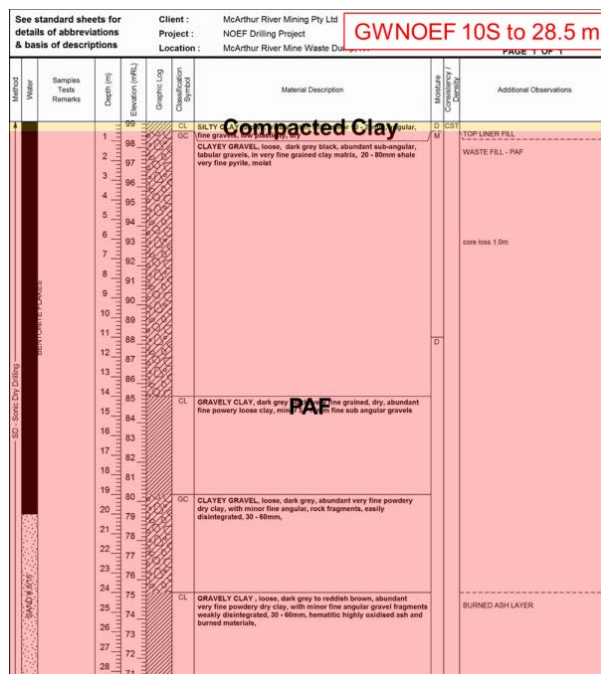 See standard sheets for
details of abbreviations
& basis of descriptions
Client : McArthur River Mining Pty Ltd
Project : NOEF Drilling Project
Location : McArthur River Mine Waste
GWNOEF 10S to 28.5 m
PAGE 1 OF 1
Method
Water
Samples
Tests
Remarks
Depth (m)
Elevation (mRL)
Graphic Log
Classification
Symbol
Material Description
Moisture
Consistency /
Density
Additional Observations
99 CL SILTY CLAY angular, D CST
Compacted Clay
fine gravels, low plasticity, dry
TOP LINER FILL
1 98 GC M
CLAYEY GRAVEL, loose, dark grey black, abundant sub-angular,
tabular gravels, in very fine grained clay matrix, 20 - 80mm shale
very fine pyrite, moist
WASTE FILL - PAF
2 97
3 96
4 95
5 94
6 93
core loss 1.0m
7 92
8 91
9 90
10 89
11 88
D
12 87
13 86
14 85
CL GRAVELY CLAY, dark grey fine grained, dry, abundant
fine powery loose clay, fine sub angular gravels
PAF
15 84
16 83
17 82
18 81
19 80
GC CLAYEY GRAVEL, loose, dark grey, abundant very fine powdery
dry clay, with minor fine angular, rock fragments, easily
disintegrated, 30 - 60mm,
20 79
21 78
22 77
23 76
24 75
CL GRAVELY CLAY , loose, dark grey to reddish brown, abundant
very fine powdery dry clay, with minor fine angular gravel fragments
weakly disintegrated, 30 - 60mm, hematitic highly oxidised ash and
burned materials,
BURNED ASH LAYER
25 74
26 73
27 72
28 71
SD - Sonic Dry Drilling
BENTONITE FLAKES